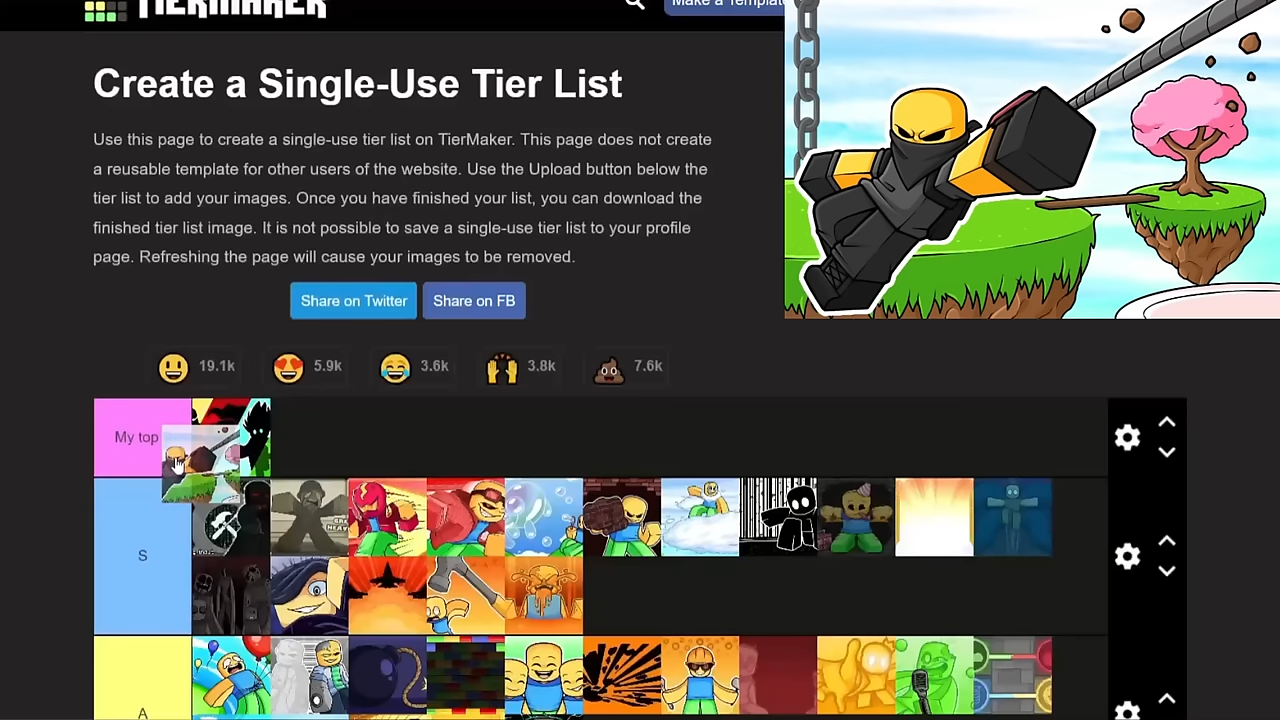 TIERMAKER
Make a Template
Create a Single-Use Tier List
Use this page to create a single-use tier list on TierMaker. This page does not create
a reusable template for other users of the website. Use the Upload button below the
tier list to add your images. Once you have finished your list, you can download the
finished tier list image. It is not possible to save a single-use tier list to your profile
page. Refreshing the page will cause your images to be removed.
Share on Twitter Share on FB
19.1k 5.9k 3.6k 3.8k 7.6k
My top
S
A